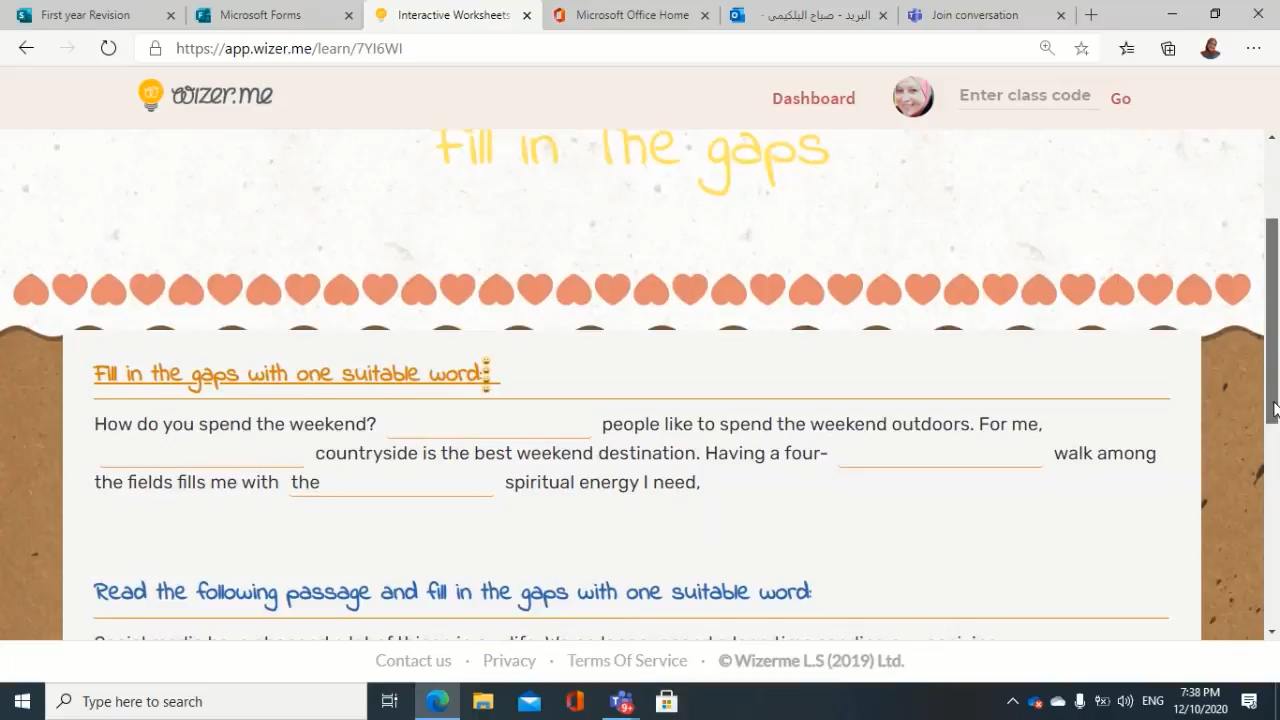 First year Revision
Microsoft Forms
Interactive Worksheets
Microsoft Office Home
البريد - صباح البلكيمى -
Join conversation
https://app.wizer.me/learn/7YI6WI
wizer.me
Dashboard
Enter class code
Go
Fill in The gaps
Fill in the gaps with one suitable word:
How do you spend the weekend? people like to spend the weekend outdoors. For me,
countryside is the best weekend destination. Having a four- walk among
the fields fills me with the spiritual energy I need,
Read the following passage and fill in the gaps with one suitable word:
Contact us · Privacy · Terms Of Service · © Wizerme L.S (2019) Ltd.
Type here to search
9+
ENG
7:38 PM
12/10/2020